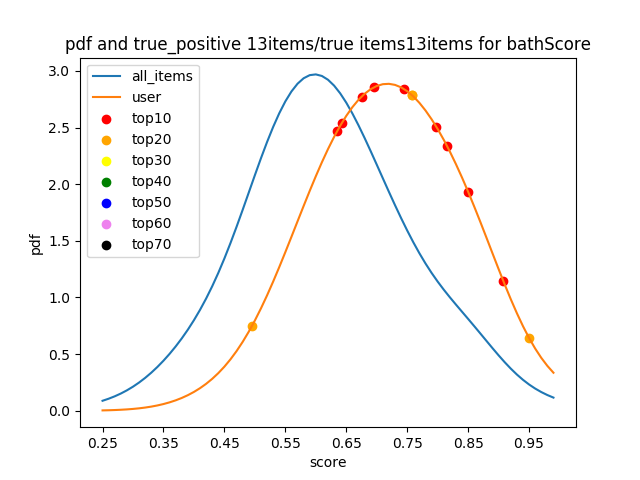 pdf and true_positive 13items/true items13items for bathScore
all_items
user
top10
top20
top30
top40
top50
top60
top70
pdf
3.0
2.5
2.0
1.5
1.0
0.5
0.0
0.25 0.35 0.45 0.55 0.65 0.75 0.85 0.95
score